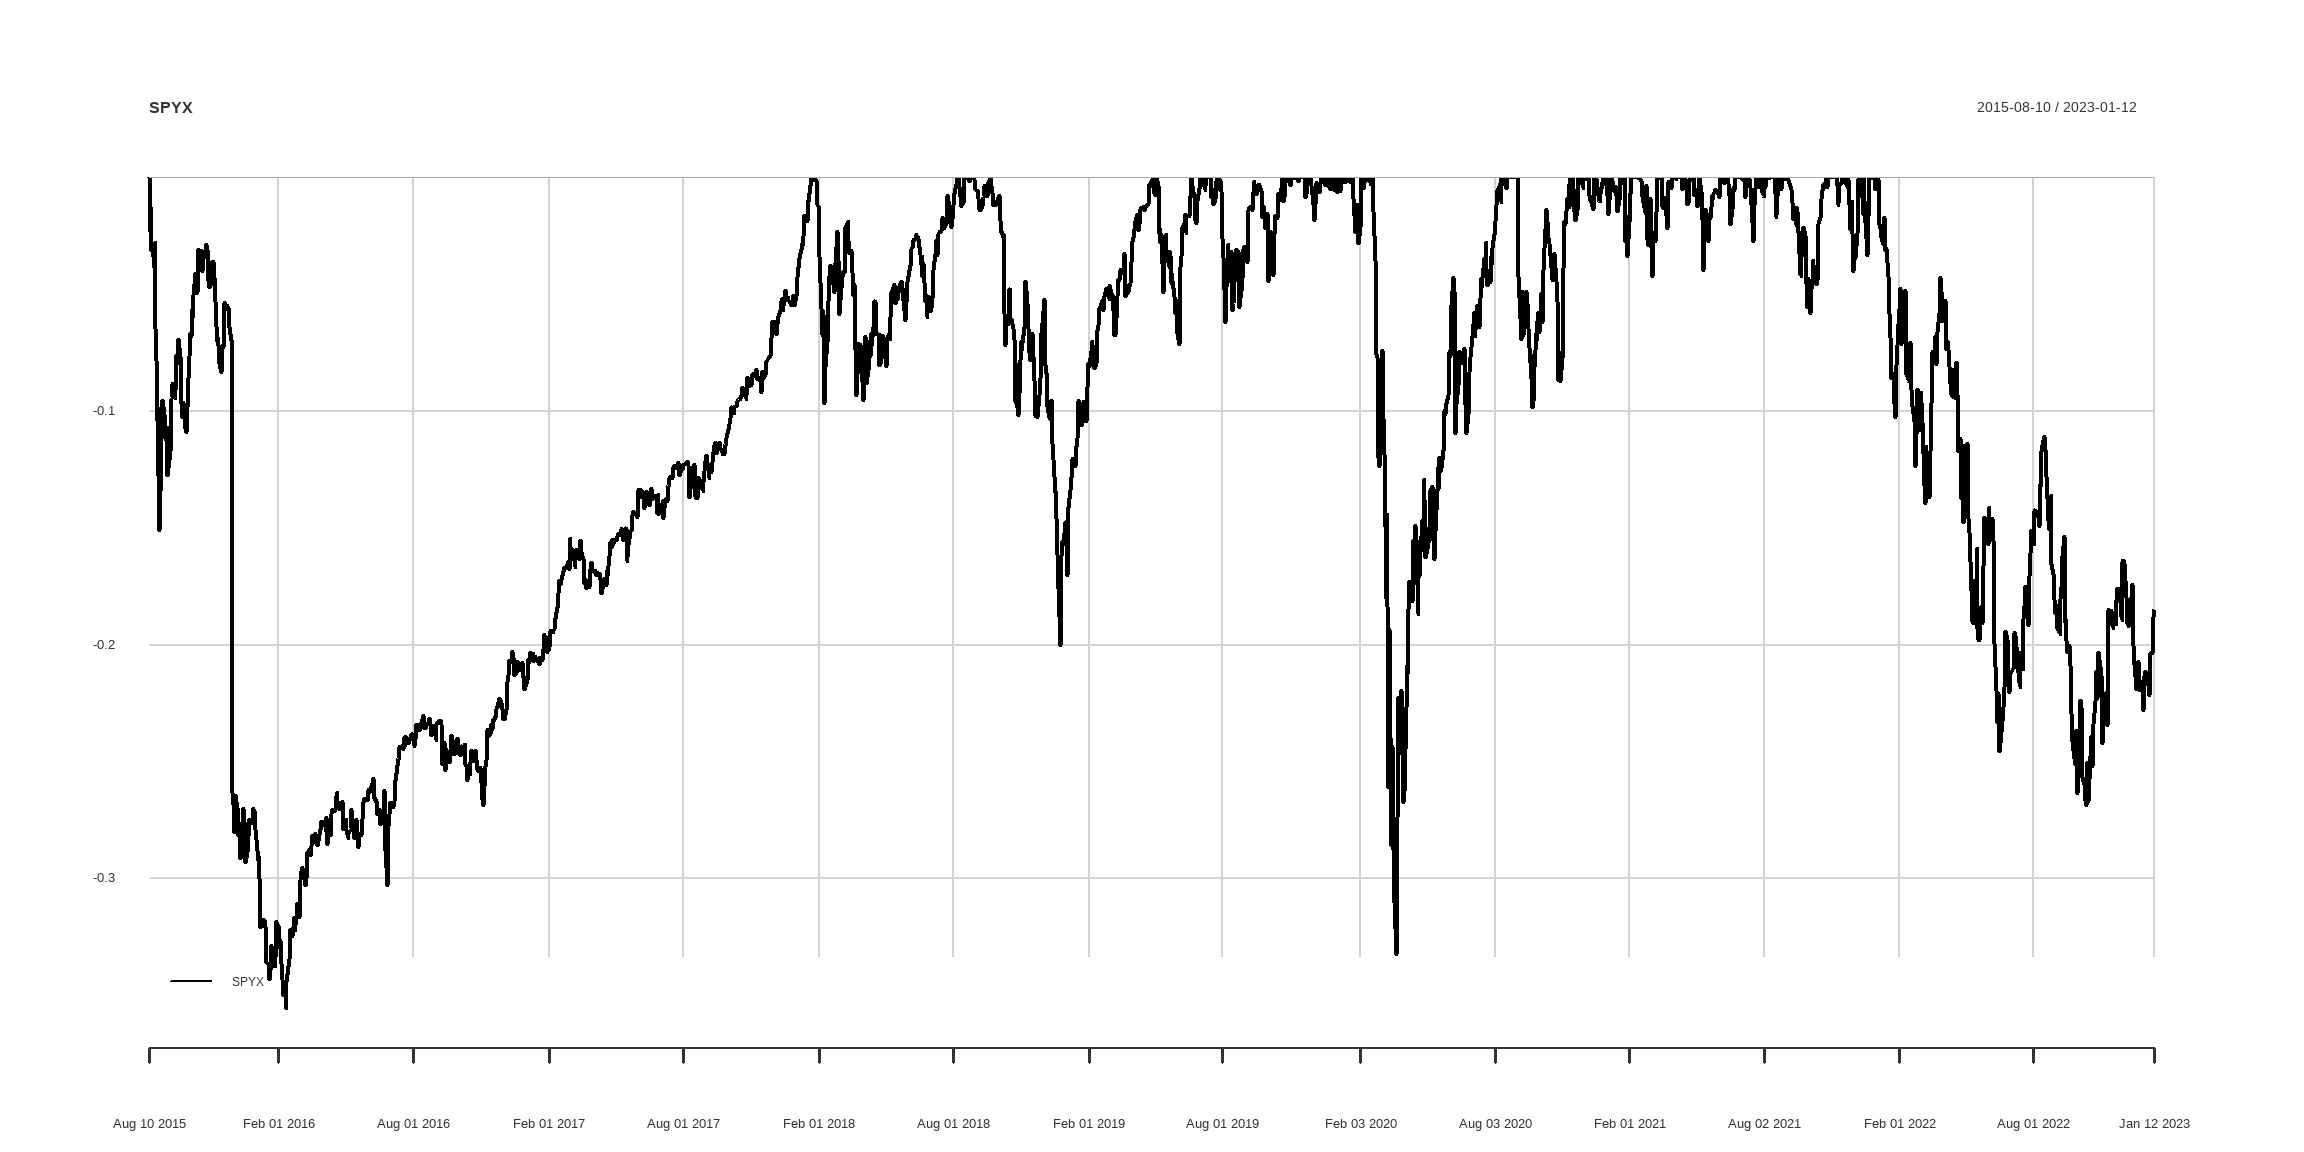 SPYX
2015-08-10 / 2023-01-12
-0.1
-0.2
-0.3
SPYX
Aug 10 2015
Feb 01 2016
Aug 01 2016
Feb 01 2017
Aug 01 2017
Feb 01 2018
Aug 01 2018
Feb 01 2019
Aug 01 2019
Feb 03 2020
Aug 03 2020
Feb 01 2021
Aug 02 2021
Feb 01 2022
Aug 01 2022
Jan 12 2023